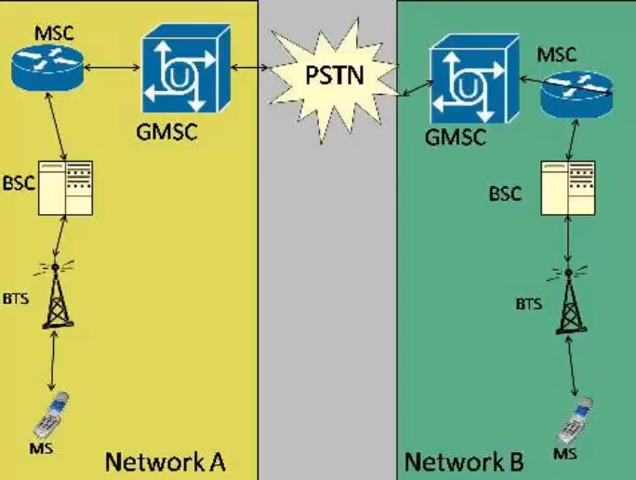 MSC
GMSC
BSC
BTS
MS
Network A
PSTN
MSC
GMSC
BSC
BTS
MS
Network B